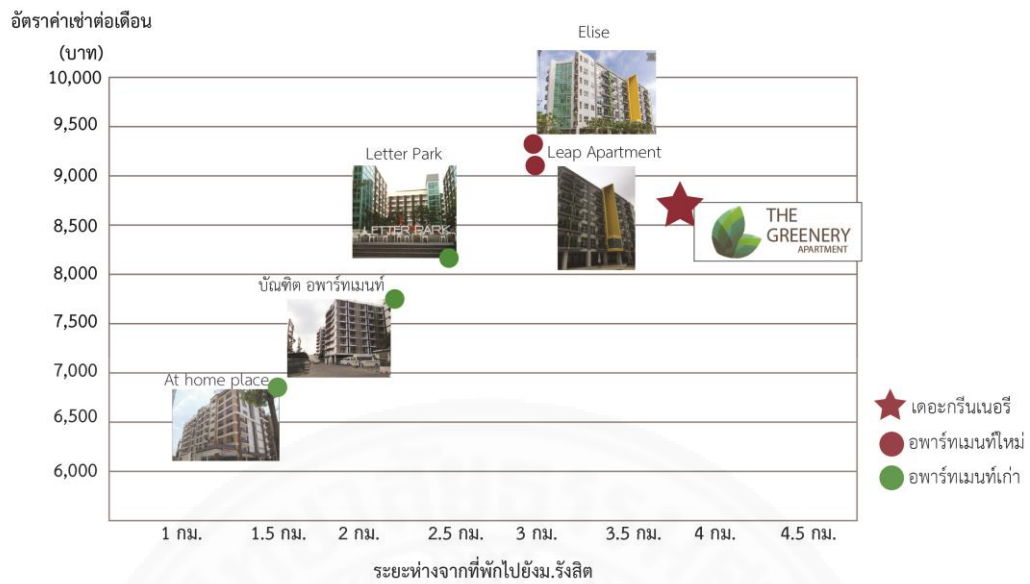 อัตราค่าเช่าต่อเดือน
(บาท)
Elise
10,000
9,500
Letter Park
Leap Apartment
9,000
8,500
LETTER PARK
THE
GREENERY
APARTMENT
8,000
บัณฑิต อพาร์ทเมนท์
7,500
7,000
At home place
6,500
6,000
เดอะกรีนเนอรี
อพาร์ทเมนท์ใหม่
อพาร์ทเมนท์เก่า
1 กม. 1.5 กม. 2 กม. 2.5 กม. 3 กม. 3.5 กม. 4 กม. 4.5 กม.
ระยะห่างจากที่พักไปยังม.รังสิต